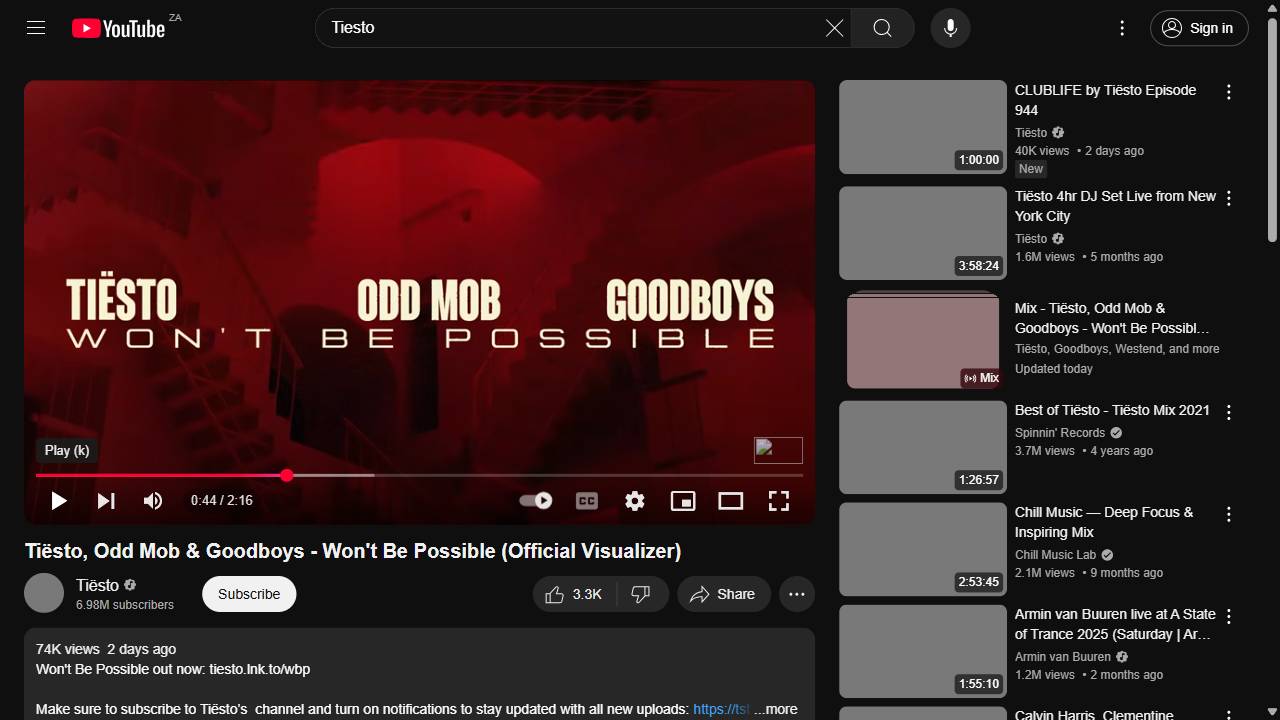 YouTube ZA
Tiesto
Sign in
TIËSTO ODD MOB GOODBOYS
WON'T BE POSSIBLE
Play (k)
0:44 / 2:16
CC
Tiësto, Odd Mob & Goodboys - Won't Be Possible (Official Visualizer)
Tiësto
6.98M subscribers
Subscribe
3.3K
Share
74K views 2 days ago
Won't Be Possible out now: tiesto.lnk.to/wbp
Make sure to subscribe to Tiësto's channel and turn on notifications to stay updated with all new uploads: https://tst ...more
1:00:00
CLUBLIFE by Tiësto Episode
944
Tiësto
40K views • 2 days ago
New
3:58:24
Tiësto 4hr DJ Set Live from New
York City
Tiësto
1.6M views • 5 months ago
Mix
Mix - Tiësto, Odd Mob &
Goodboys - Won't Be Possibl...
Tiësto, Goodboys, Westend, and more
Updated today
1:26:57
Best of Tiësto - Tiësto Mix 2021
Spinnin' Records
3.7M views • 4 years ago
2:53:45
Chill Music — Deep Focus &
Inspiring Mix
Chill Music Lab
2.1M views • 9 months ago
1:55:10
Armin van Buuren live at A State
of Trance 2025 (Saturday | Ar...
Armin van Buuren
1.2M views • 2 months ago
Calvin Harris, Clementine